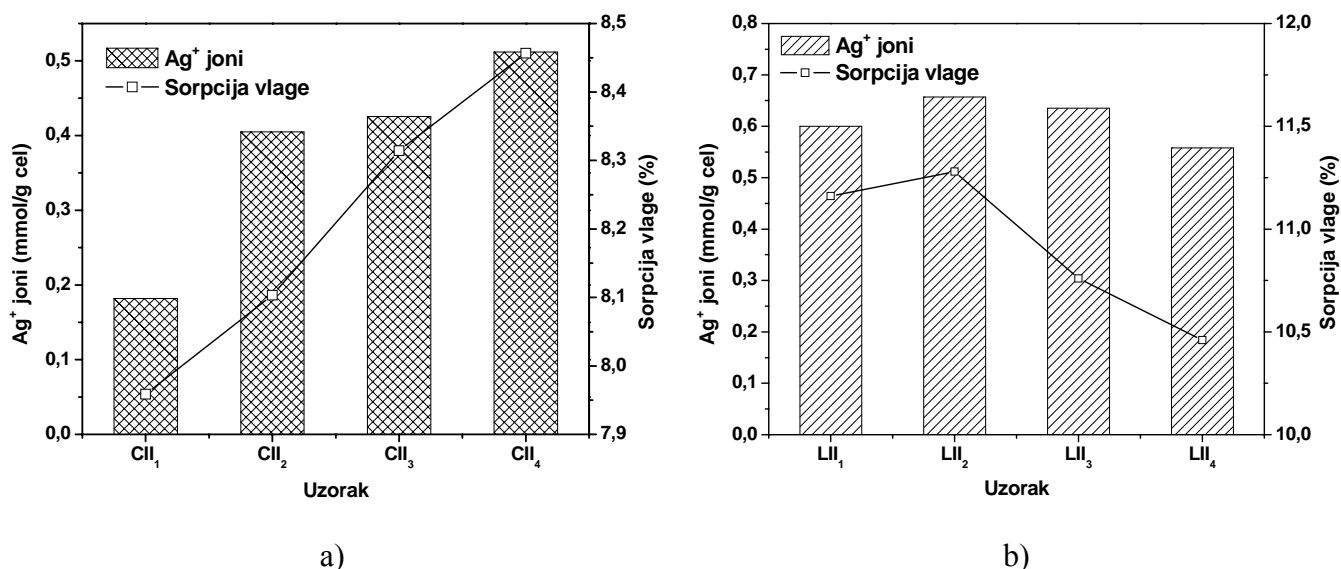 Ag⁺ joni
Sorpcija vlage
Ag⁺ joni (mmol/g cel)
0,5
0,4
0,3
0,2
0,1
0,0
8,5
8,4
8,3
8,2
8,1
8,0
7,9
Sorpcija vlage (%)
CII₁ CII₂ CII₃ CII₄
Uzorak
a)
Ag⁺ joni
Sorpcija vlage
Ag⁺ joni (mmol/g cel)
0,8
0,7
0,6
0,5
0,4
0,3
0,2
0,1
0,0
12,0
11,5
11,0
10,5
10,0
Sorpcija vlage (%)
LII₁ LII₂ LII₃ LII₄
Uzorak
b)